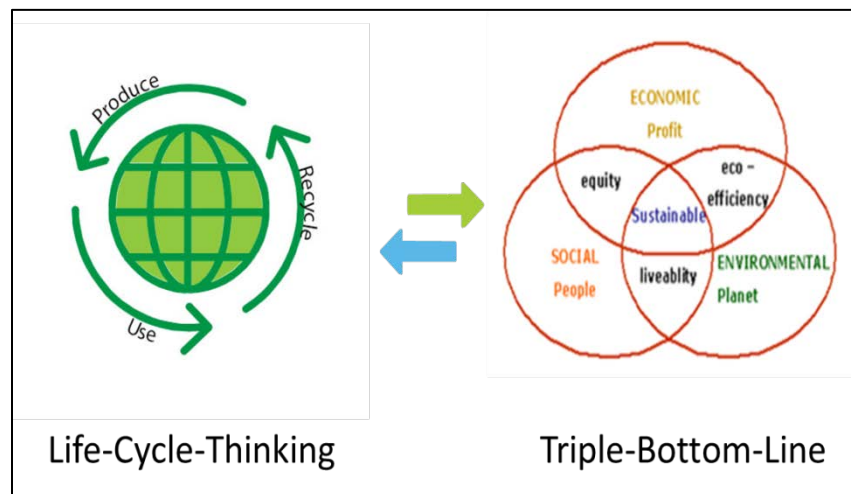 Produce
Recycle
Use
Life-Cycle-Thinking
ECONOMIC
Profit
equity
eco –
efficiency
Sustainable
SOCIAL
People
liveablity
ENVIRONMENTAL
Planet
Triple-Bottom-Line